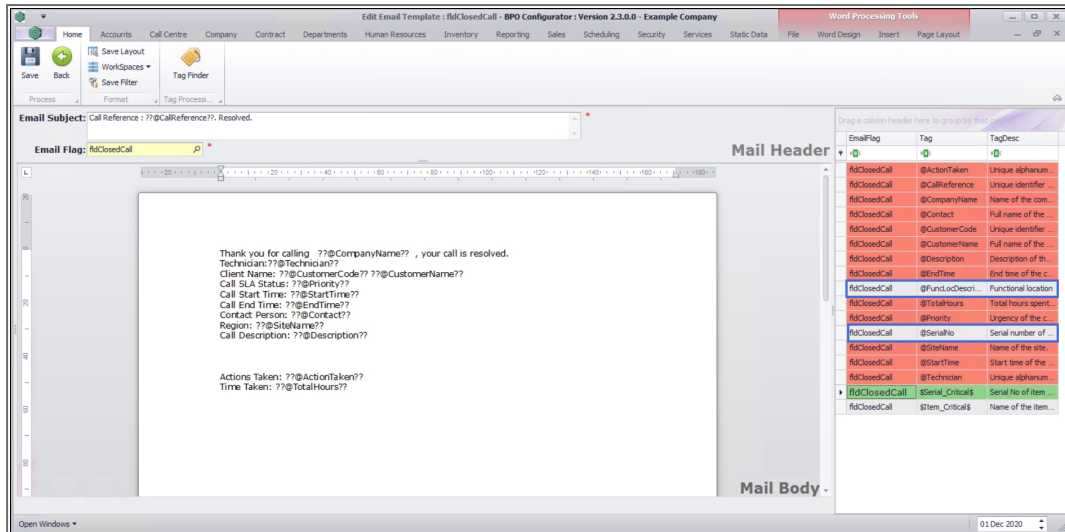 Edit Email Template : fldClosedCall - BPO Configurator : Version 2.3.0.0 - Example Company
Word Processing Tools
Home Accounts Call Centre Company Contract Departments Human Resources Inventory Reporting Sales Scheduling Security Services Static Data File Word Design Insert Page Layout
Save
Back
Save Layout
WorkSpaces
Save Filter
Tag Finder
Process
Format
Tag Processi...
Email Subject: Call Reference : ??@CallReference??. Resolved. *
Email Flag: fldClosedCall *
Mail Header
Drag a column header here to group by that
EmailFlag Tag TagDesc
fldClosedCall @ActionTaken Unique alphanum...
fldClosedCall @CallReference Unique identifier ...
fldClosedCall @CompanyName Name of the com...
fldClosedCall @Contact Full name of the ...
fldClosedCall @CustomerCode Unique identifier ...
fldClosedCall @CustomerName Full name of the ...
fldClosedCall @Description Description of th...
fldClosedCall @EndTime End time of the c...
fldClosedCall @FuncLocDescri... Functional location
fldClosedCall @TotalHours Total hours spent...
fldClosedCall @Priority Urgency of the c...
fldClosedCall @SerialNo Serial number of ...
fldClosedCall @SiteName Name of the site.
fldClosedCall @StartTime Start time of the ...
fldClosedCall @Technician Unique alphanum...
fldClosedCall $Serial_Critical$ Serial No of item ...
fldClosedCall $Item_Critical$ Name of the item...
Thank you for calling ??@CompanyName?? , your call is resolved.
Technician:??@Technician??
Client Name: ??@CustomerCode?? ??@CustomerName??
Call SLA Status: ??@Priority??
Call Start Time: ??@StartTime??
Call End Time: ??@EndTime??
Contact Person: ??@Contact??
Region: ??@SiteName??
Call Description: ??@Description??
Actions Taken: ??@ActionTaken??
Time Taken: ??@TotalHours??
Mail Body
Open Windows
01 Dec 2020